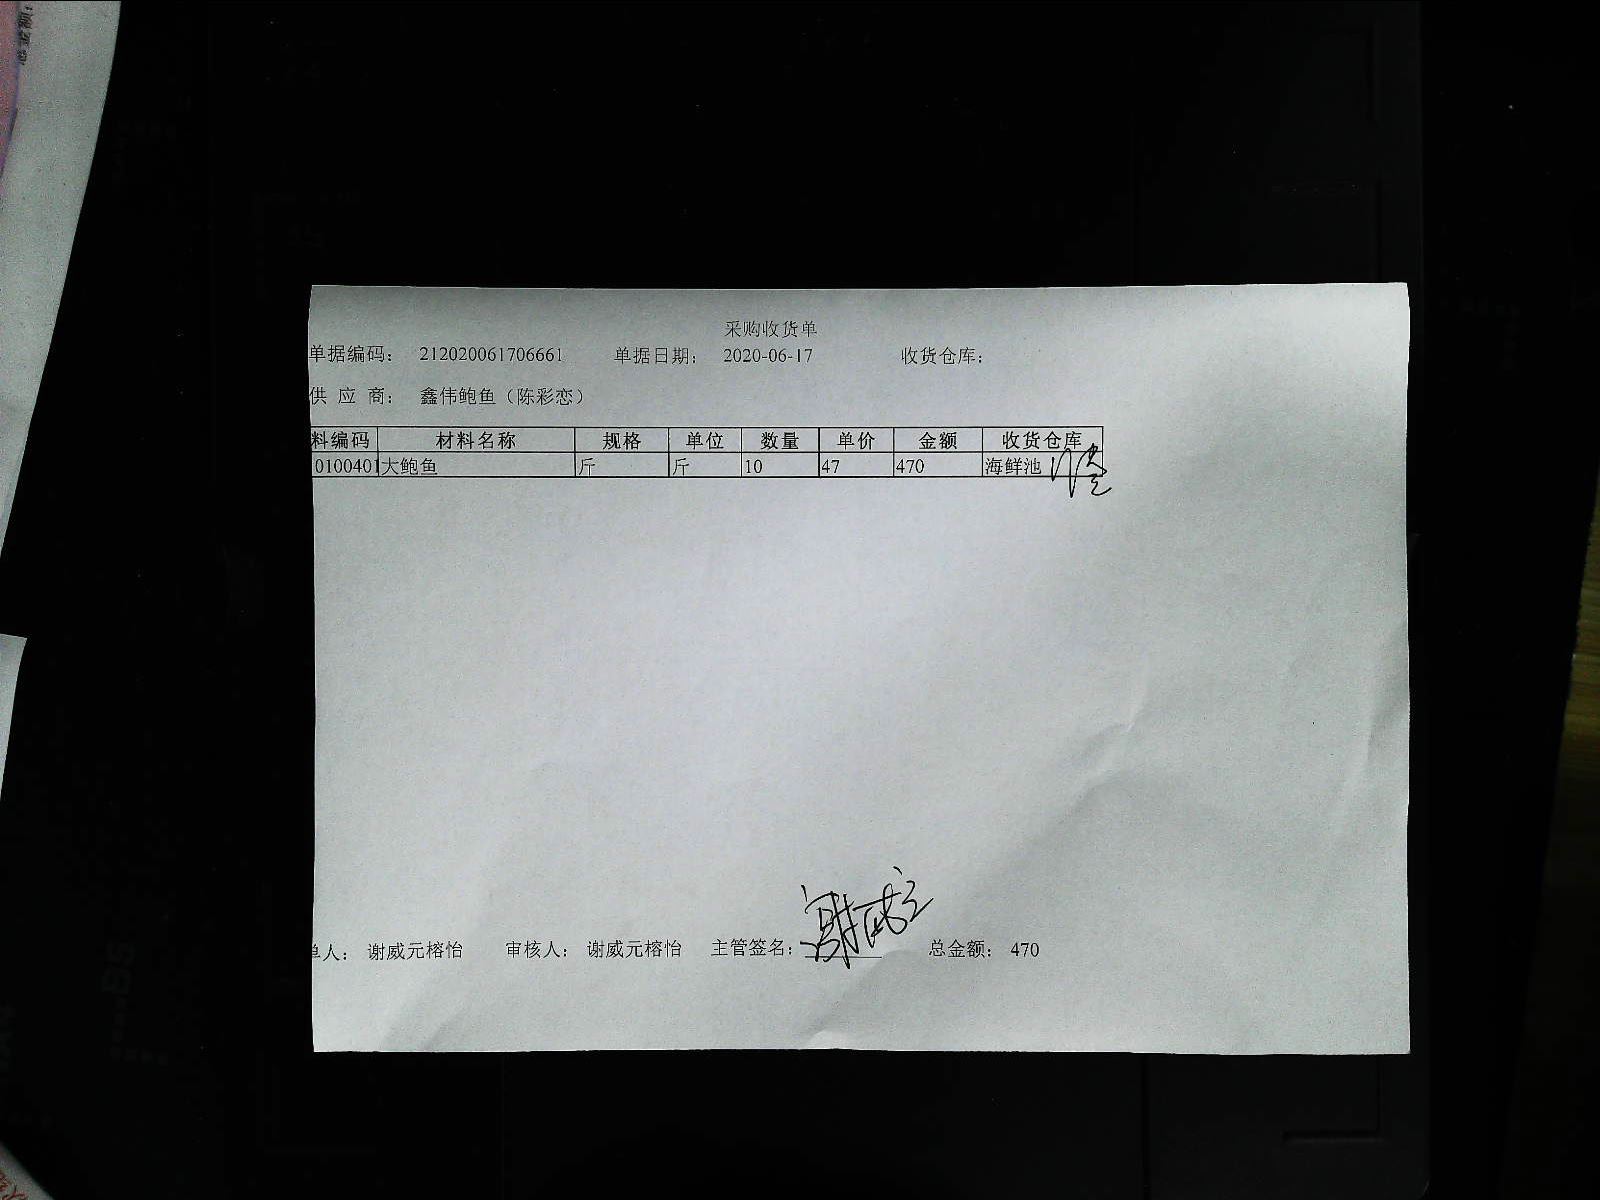 采购收货单
单据编码： 212020061706661 单据日期： 2020-06-17 收货仓库：
供 应 商： 鑫伟鲍鱼（陈彩恋）
料编码 材料名称 规格 单位 数量 单价 金额 收货仓库
0100401 大鲍鱼 斤 斤 10 47 470 海鲜池
单人： 谢威元榕怡 审核人： 谢威元榕怡 主管签名： 总金额： 470
总金额：